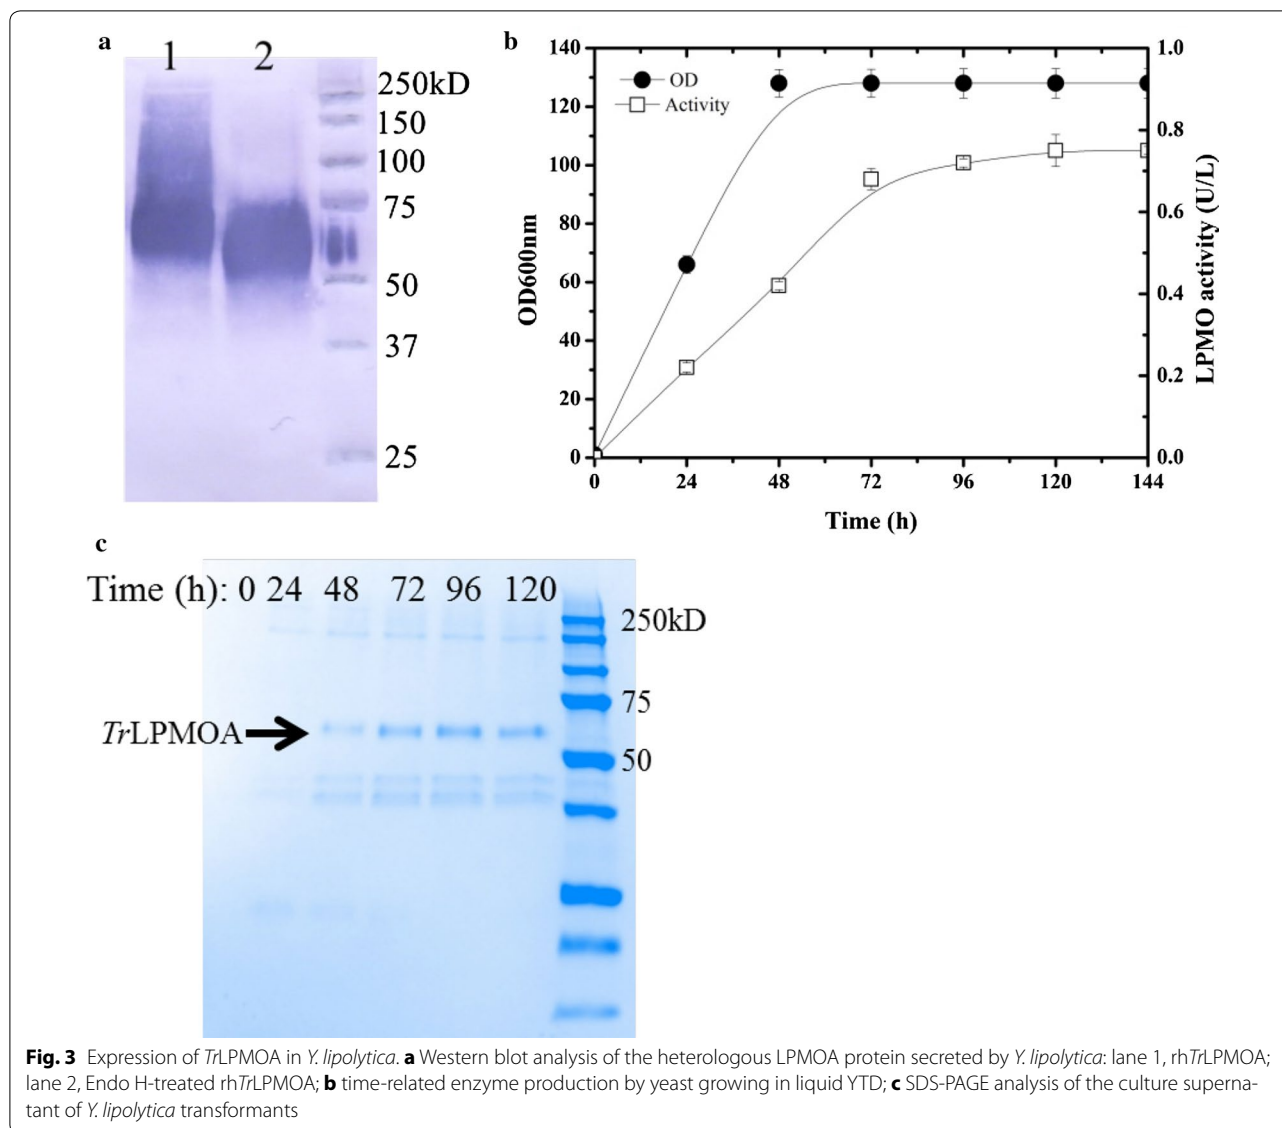 a
1 2
250kD
150
100
75
50
37
25
b
140
120
100
80
60
40
20
0
OD600nm
OD
Activity
1.0
0.8
0.6
0.4
0.2
0.0
LPMO activity (U/L)
0 24 48 72 96 120 144
Time (h)
c
Time (h): 0 24 48 72 96 120
250kD
75
TrLPMOA
50
Fig. 3 Expression of TrLPMOA in Y. lipolytica. a Western blot analysis of the heterologous LPMOA protein secreted by Y. lipolytica: lane 1, rhTrLPMOA;
lane 2, Endo H-treated rhTrLPMOA; b time-related enzyme production by yeast growing in liquid YTD; c SDS-PAGE analysis of the culture superna-
tant of Y. lipolytica transformants